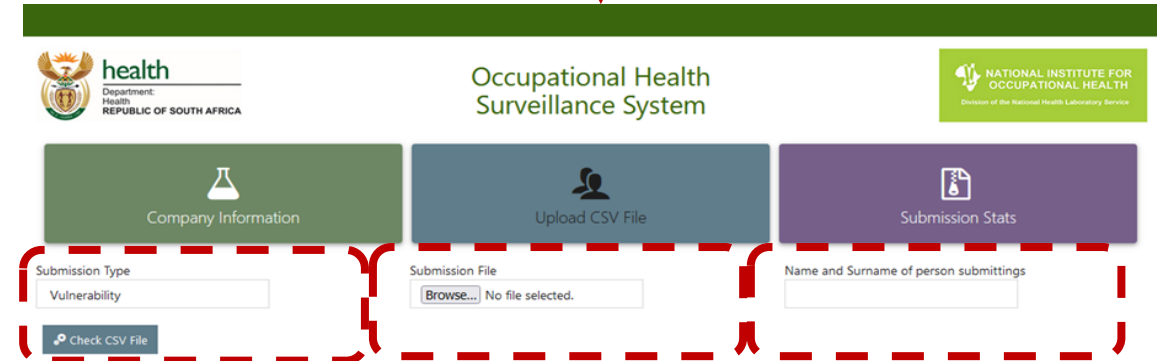 health
Department:
Health
REPUBLIC OF SOUTH AFRICA
Occupational Health
Surveillance System
NATIONAL INSTITUTE FOR
OCCUPATIONAL HEALTH
Division of the National Health Laboratory Service
Company Information
Upload CSV File
Submission Stats
Submission Type
Submission File
Name and Surname of person submittings
Vulnerability
Browse... No file selected.
Check CSV File